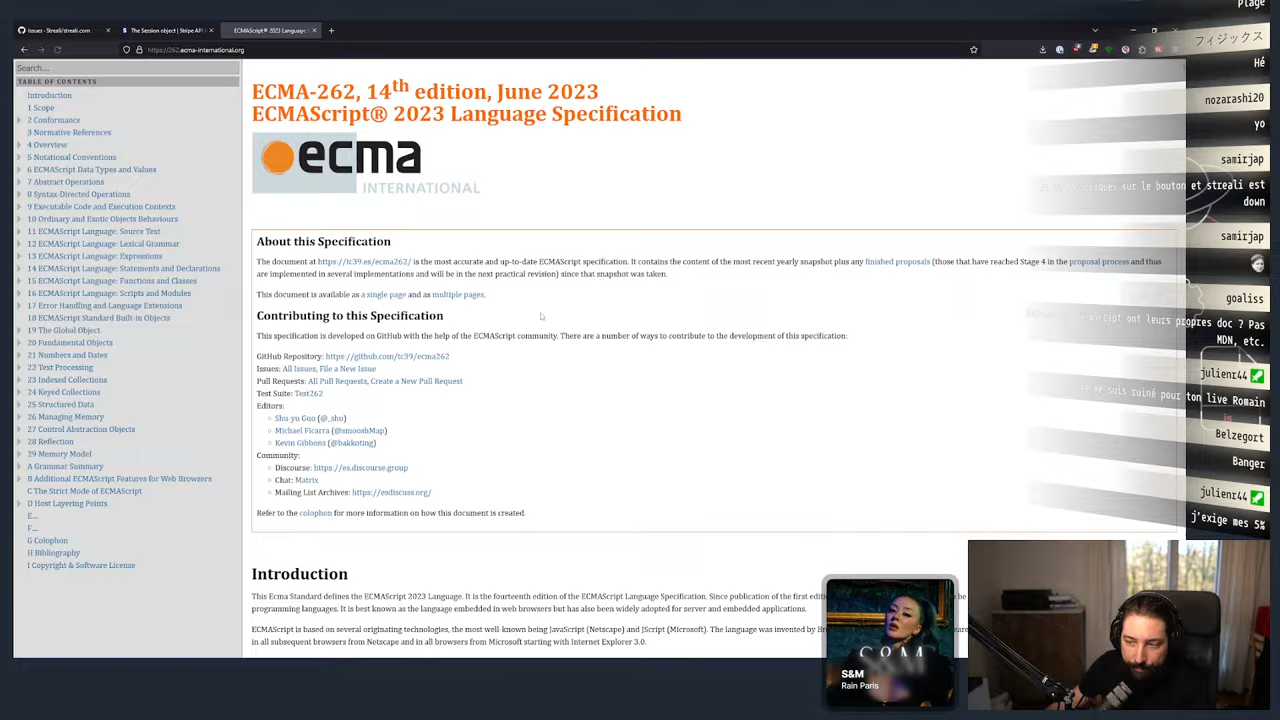 Issues - Streali/streali.com
The Session object | Stripe API
ECMAScript® 2023 Language
https://262.ecma-international.org
Search...
TABLE OF CONTENTS
Introduction
1 Scope
2 Conformance
3 Normative References
4 Overview
5 Notational Conventions
6 ECMAScript Data Types and Values
7 Abstract Operations
8 Syntax-Directed Operations
9 Executable Code and Execution Contexts
10 Ordinary and Exotic Objects Behaviours
11 ECMAScript Language: Source Text
12 ECMAScript Language: Lexical Grammar
13 ECMAScript Language: Expressions
14 ECMAScript Language: Statements and Declarations
15 ECMAScript Language: Functions and Classes
16 ECMAScript Language: Scripts and Modules
17 Error Handling and Language Extensions
18 ECMAScript Standard Built-in Objects
19 The Global Object
20 Fundamental Objects
21 Numbers and Dates
22 Text Processing
23 Indexed Collections
24 Keyed Collections
25 Structured Data
26 Managing Memory
27 Control Abstraction Objects
28 Reflection
29 Memory Model
A Grammar Summary
B Additional ECMAScript Features for Web Browsers
C The Strict Mode of ECMAScript
D Host Layering Points
E...
F...
G Colophon
H Bibliography
I Copyright & Software License
ECMA-262, 14th edition, June 2023
ECMAScript® 2023 Language Specification
ecma
INTERNATIONAL
About this Specification
The document at https://tc39.es/ecma262/ is the most accurate and up-to-date ECMAScript specification. It contains the content of the most recent yearly snapshot plus any finished proposals (those that have reached Stage 4 in the proposal process and thus
are implemented in several implementations and will be in the next practical revision) since that snapshot was taken.
This document is available as a single page and as multiple pages.
Contributing to this Specification
This specification is developed on GitHub with the help of the ECMAScript community. There are a number of ways to contribute to the development of this specification:
GitHub Repository: https://github.com/tc39/ecma262
Issues: All Issues, File a New Issue
Pull Requests: All Pull Requests, Create a New Pull Request
Test Suite: Test262
Editors:
Shu-yu Guo (@_shu)
Michael Ficarra (@smooshMap)
Kevin Gibbons (@bakkoting)
Community:
Discourse: https://es.discourse.group
Chat: Matrix
Mailing List Archives: https://esdiscuss.org/
Refer to the colophon for more information on how this document is created.
Introduction
This Ecma Standard defines the ECMAScript 2023 Language. It is the fourteenth edition of the ECMAScript Language Specification. Since publication of the first
programming languages. It is best known as the language embedded in web browsers but has also been widely adopted for server and embedded applications.
ECMAScript is based on several originating technologies, the most well-known being JavaScript (Netscape) and JScript (Microsoft). The language was invented by
in all subsequent browsers from Netscape and in all browsers from Microsoft starting with Internet Explorer 3.0.
Plage
フィジックス
Hé
nozarashi20
yo
samirjap
sur le bouton et streali est
down
samirjap
goaliss
ont leurs propres doc ? Pas
MDN, etc.
julienr44
suis ruiné pour ton live Romain
Belzegort
Banger
julienr44
j'exige mes 5%
S&M
Rain Paris